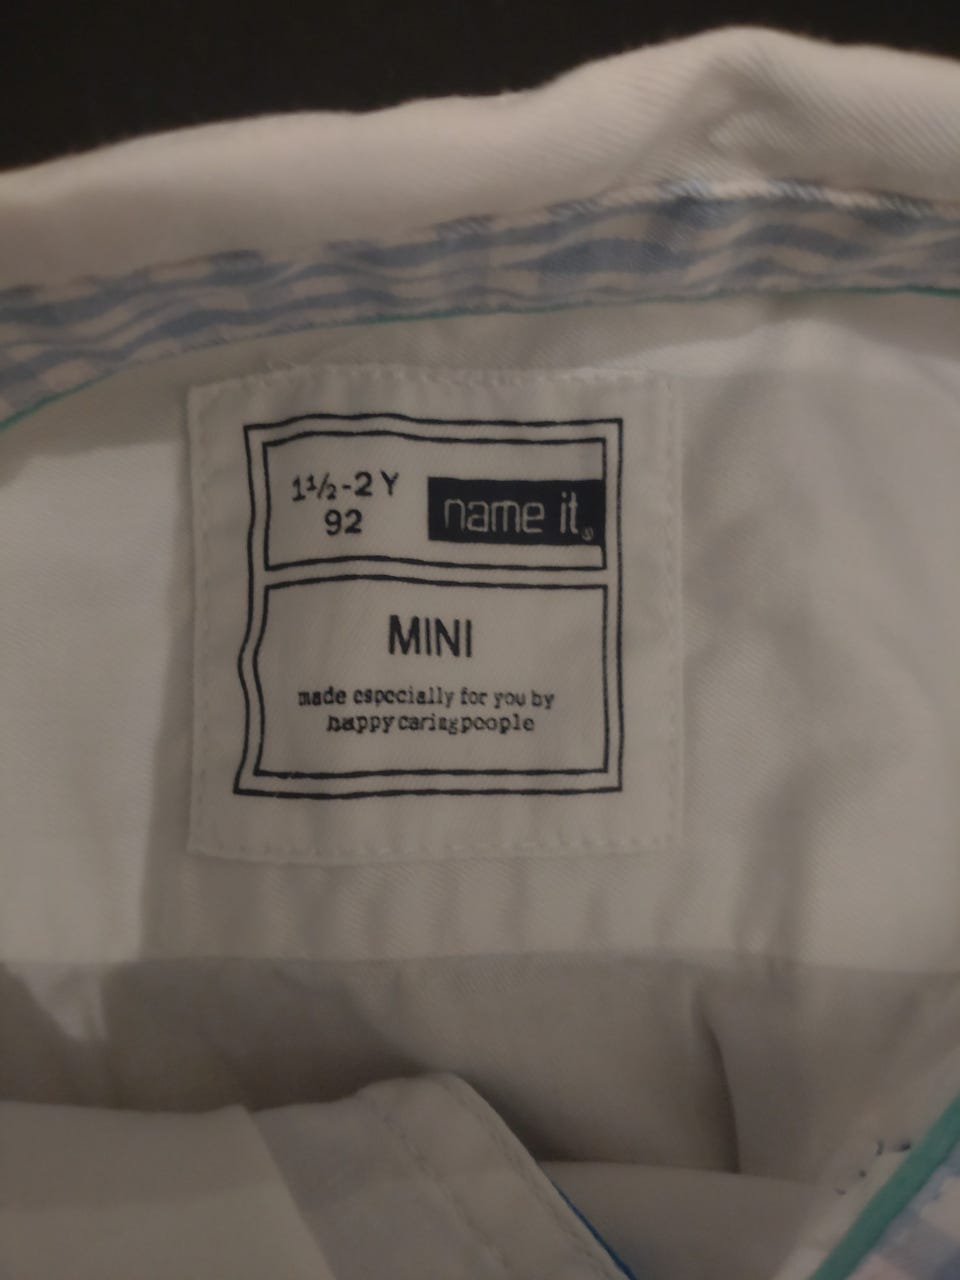 1½-2 Y
92
name it
MINI
made especially for you by
happy caring people